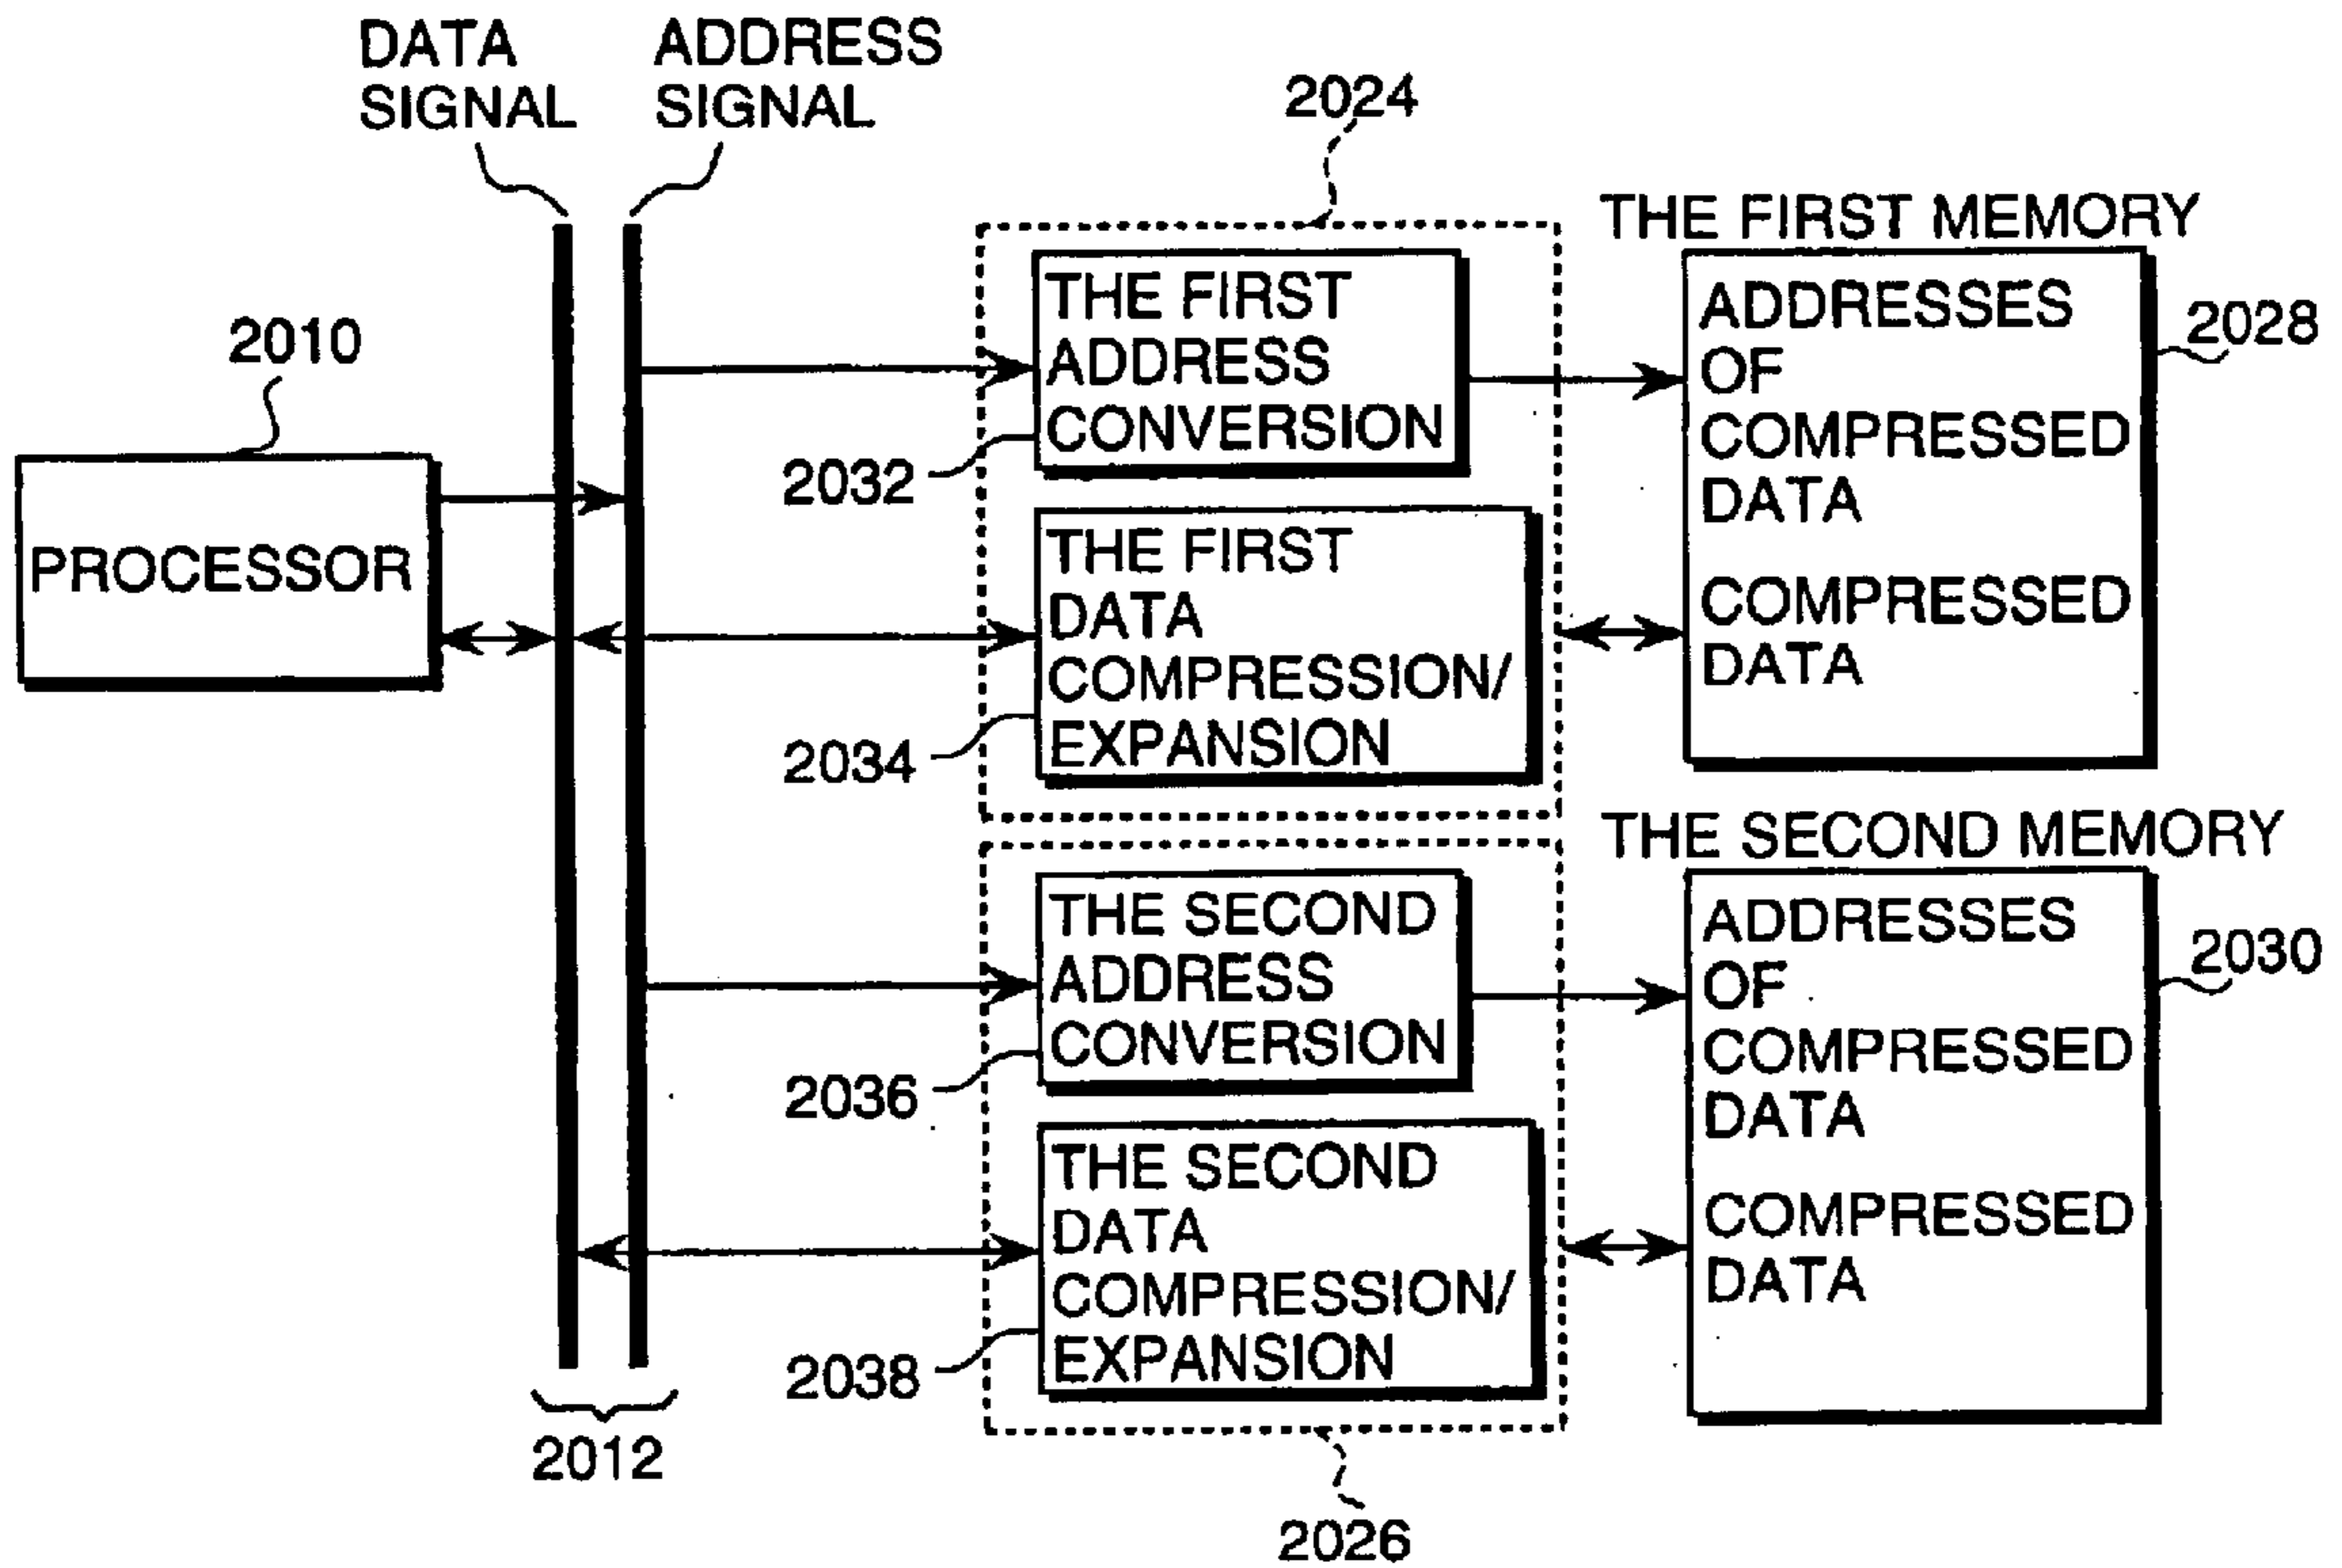 DATA
SIGNAL
ADDRESS
SIGNAL
2024
THE FIRST MEMORY
2010
PROCESSOR
THE FIRST
ADDRESS
CONVERSION
2032
THE FIRST
DATA
COMPRESSION/
EXPANSION
2034
ADDRESSES
OF
COMPRESSED
DATA
COMPRESSED
DATA
2028
THE SECOND MEMORY
THE SECOND
ADDRESS
CONVERSION
2036
THE SECOND
DATA
COMPRESSION/
EXPANSION
2038
ADDRESSES
OF
COMPRESSED
DATA
COMPRESSED
DATA
2030
2012
2026